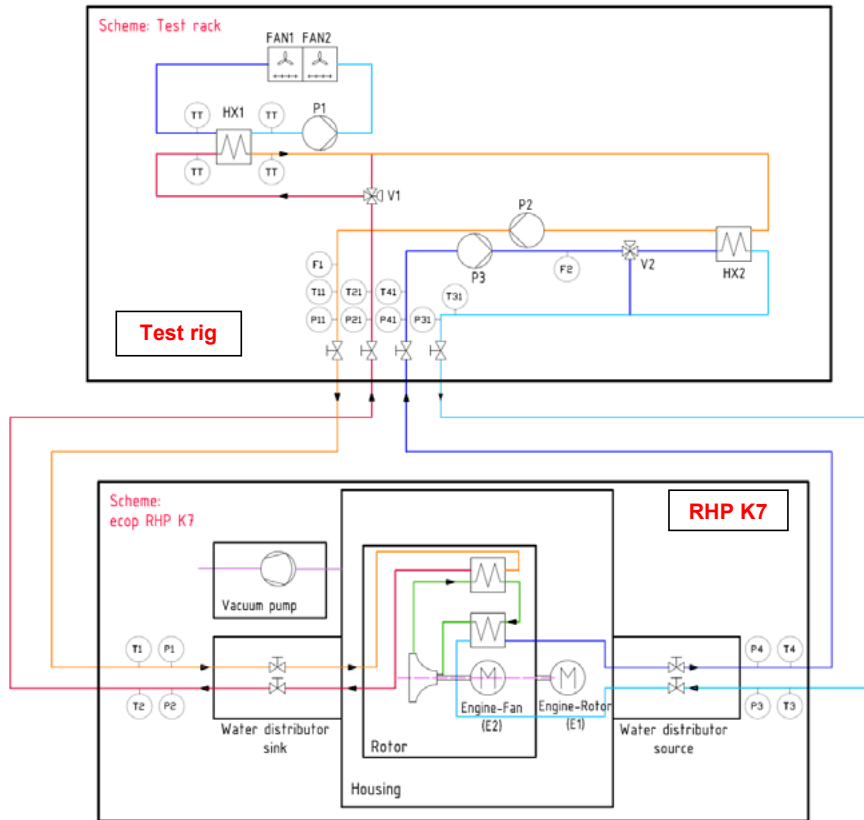 Scheme: Test rack
FAN1 FAN2
TT
HX1
TT
P1
TT
TT
V1
P2
P3
F2
V2
HX2
F1
T11
T21
T41
T31
P11
P21
P41
P31
Test rig
Scheme:
ecop RHP K7
RHP K7
Vacuum pump
T1
P1
T2
P2
Water distributor
sink
M
M
Engine-Fan
(E2)
Engine-Rotor
(E1)
Rotor
Housing
P4
T4
P3
T3
Water distributor
source